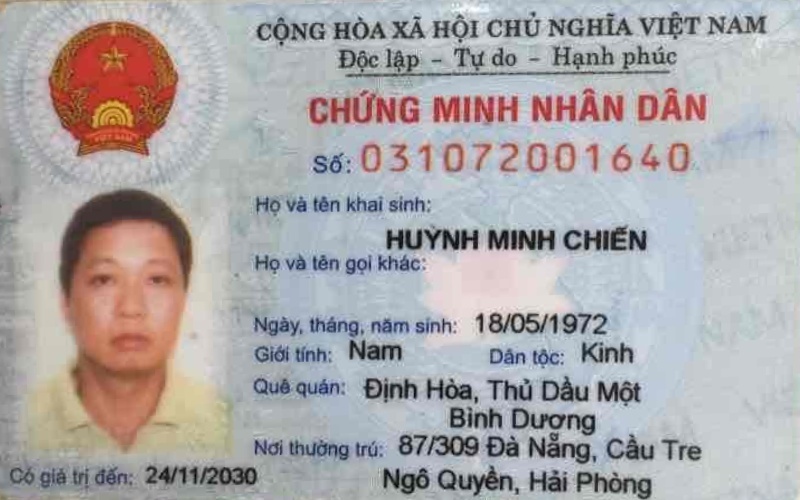 CỘNG HÒA XÃ HỘI CHỦ NGHĨA VIỆT NAM
Độc lập - Tự do - Hạnh phúc
CHỨNG MINH NHÂN DÂN
Số: 031072001640
Họ và tên khai sinh:
HUỲNH MINH CHIẾN
Họ và tên gọi khác:
Ngày, tháng, năm sinh: 18/05/1972
Giới tính: Nam Dân tộc: Kinh
Quê quán: Định Hòa, Thủ Dầu Một
Bình Dương
Nơi thường trú: 87/309 Đà Nẵng, Cầu Tre
Ngô Quyền, Hải Phòng
Có giá trị đến: 24/11/2030